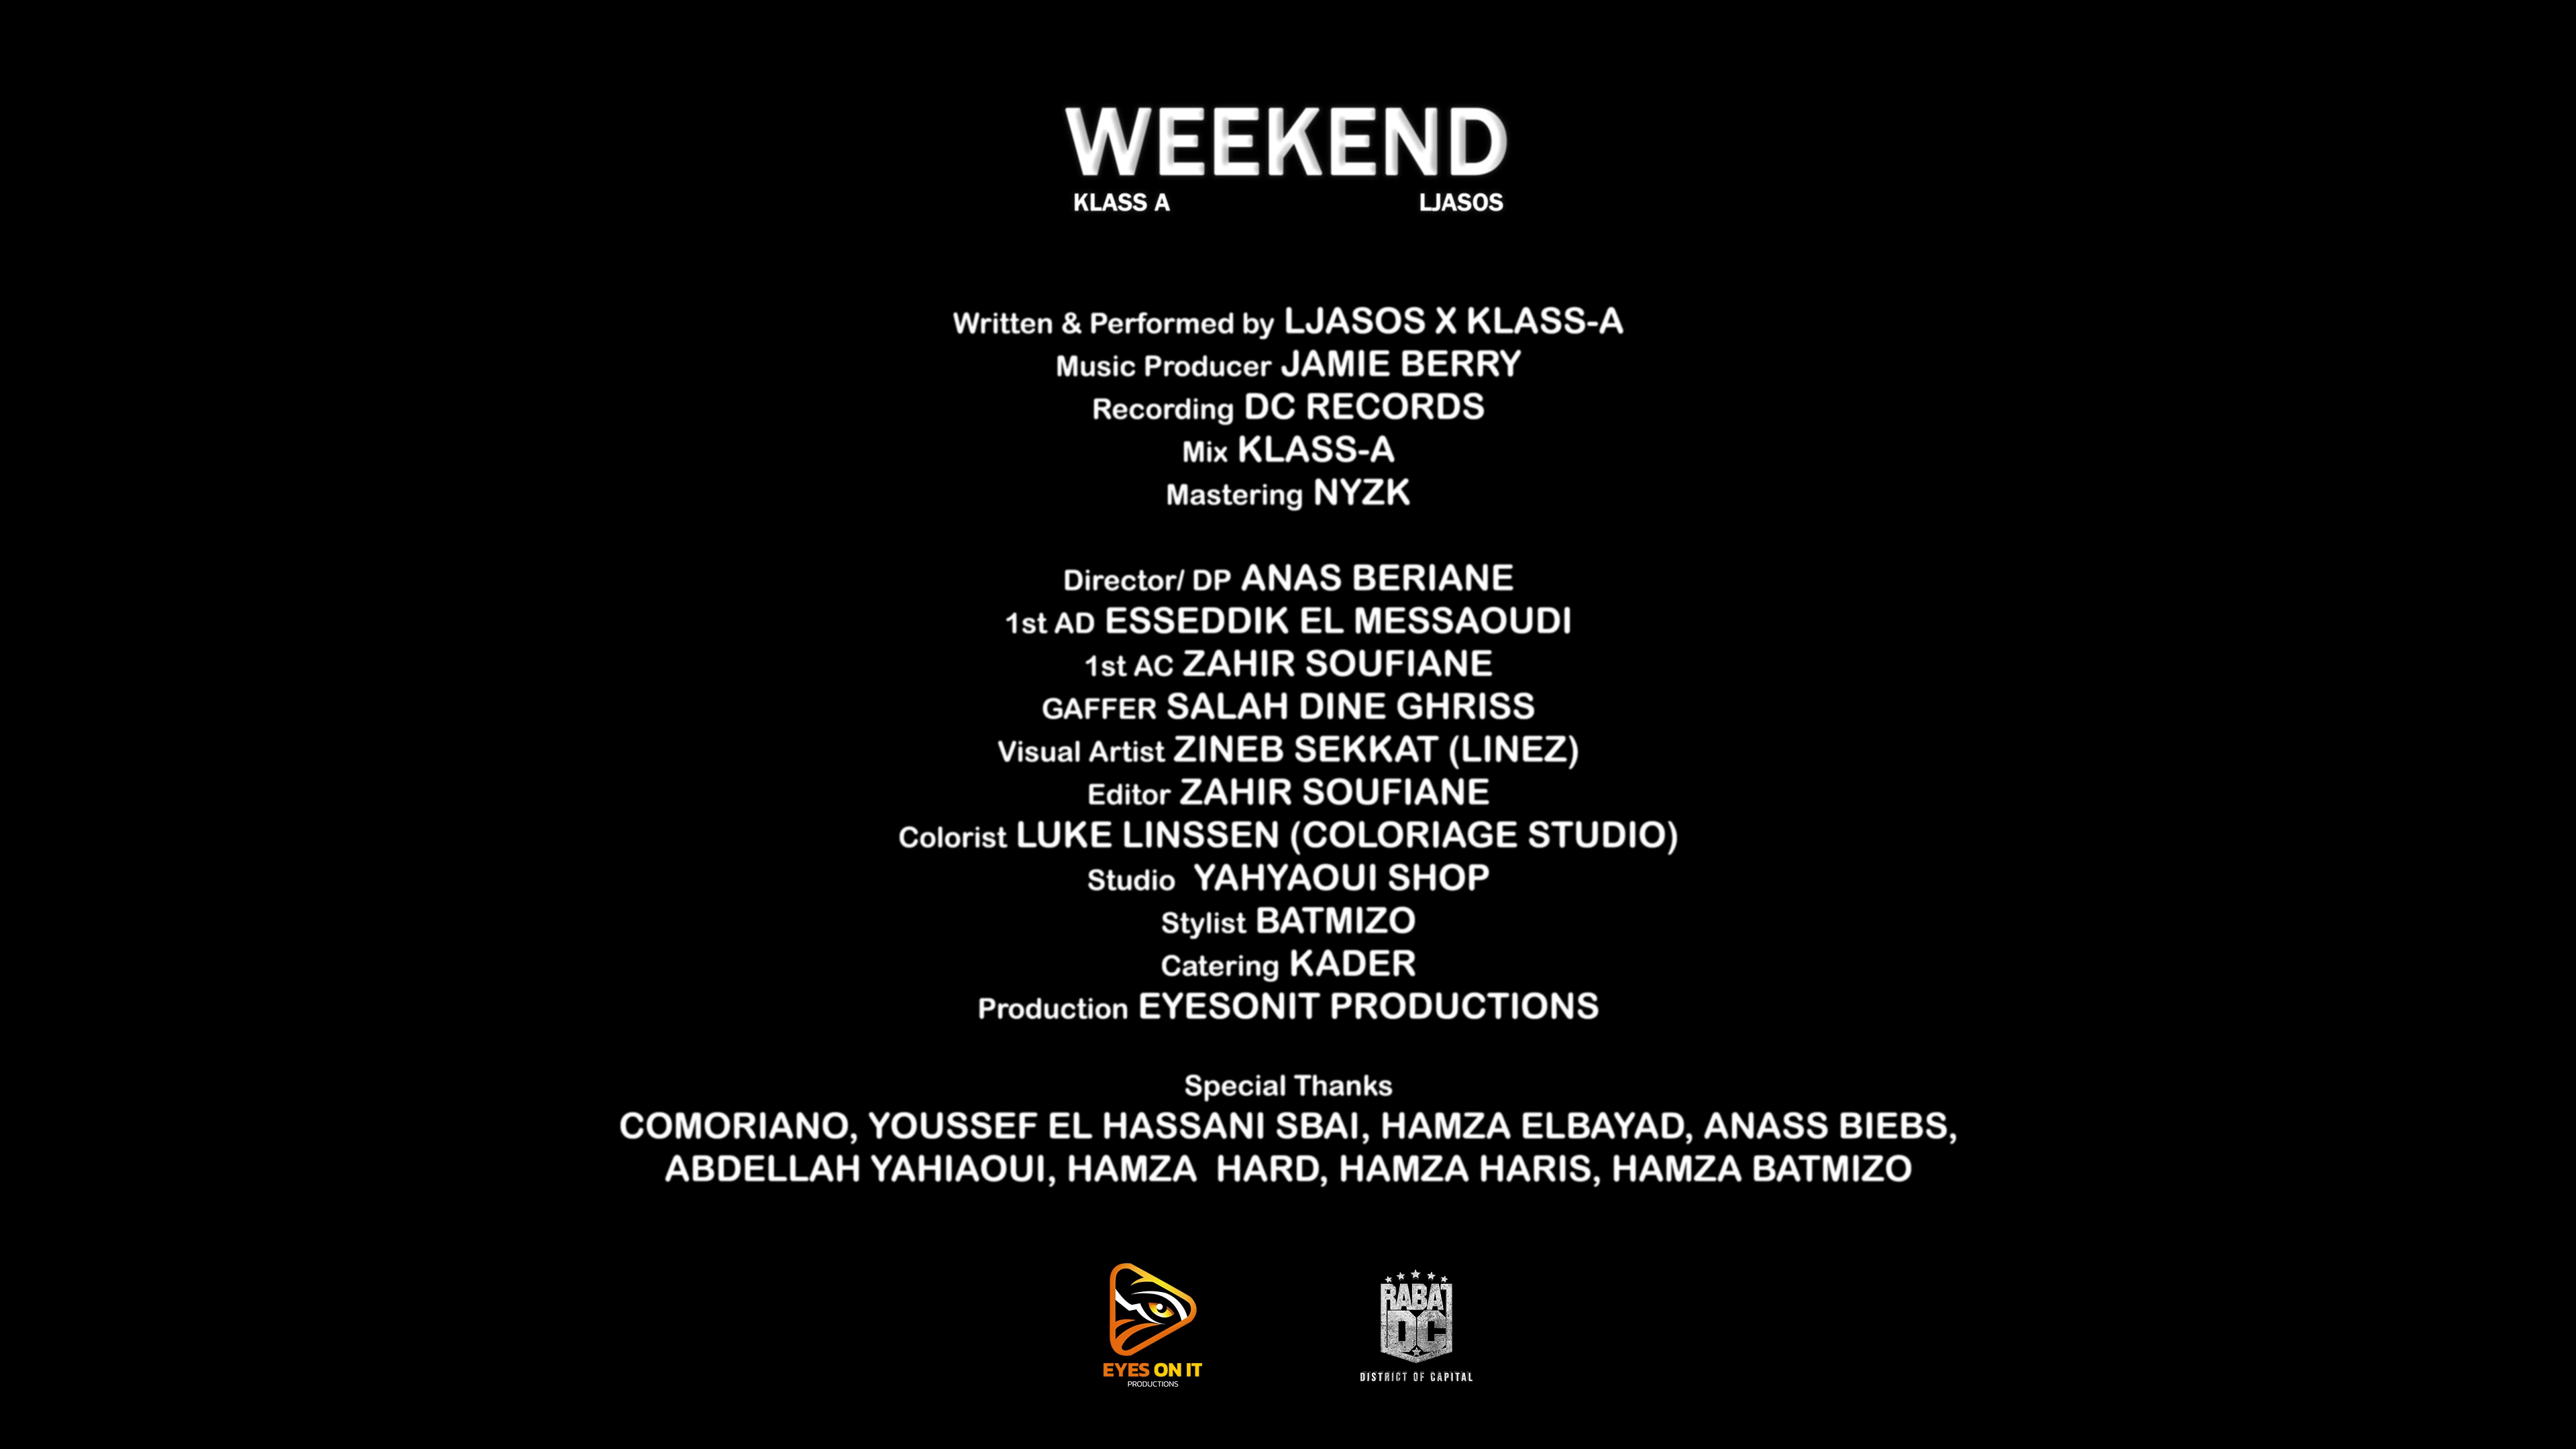 WEEKEND
KLASS A LJASOS
Written & Performed by LJASOS X KLASS-A
Music Producer JAMIE BERRY
Recording DC RECORDS
Mix KLASS-A
Mastering NYZK
Director/ DP ANAS BERIANE
1st AD ESSEDDIK EL MESSAOUDI
1st AC ZAHIR SOUFIANE
GAFFER SALAH DINE GHRISS
Visual Artist ZINEB SEKKAT (LINEZ)
Editor ZAHIR SOUFIANE
Colorist LUKE LINSSEN (COLORIAGE STUDIO)
Studio YAHYAOUI SHOP
Stylist BATMIZO
Catering KADER
Production EYESONIT PRODUCTIONS
Special Thanks
COMORIANO, YOUSSEF EL HASSANI SBAI, HAMZA ELBAYAD, ANASS BIEBS,
ABDELLAH YAHIAOUI, HAMZA HARD, HAMZA HARIS, HAMZA BATMIZO
EYES ON IT
PRODUCTIONS
RABAT
DC
DISTRICT OF CAPITAL